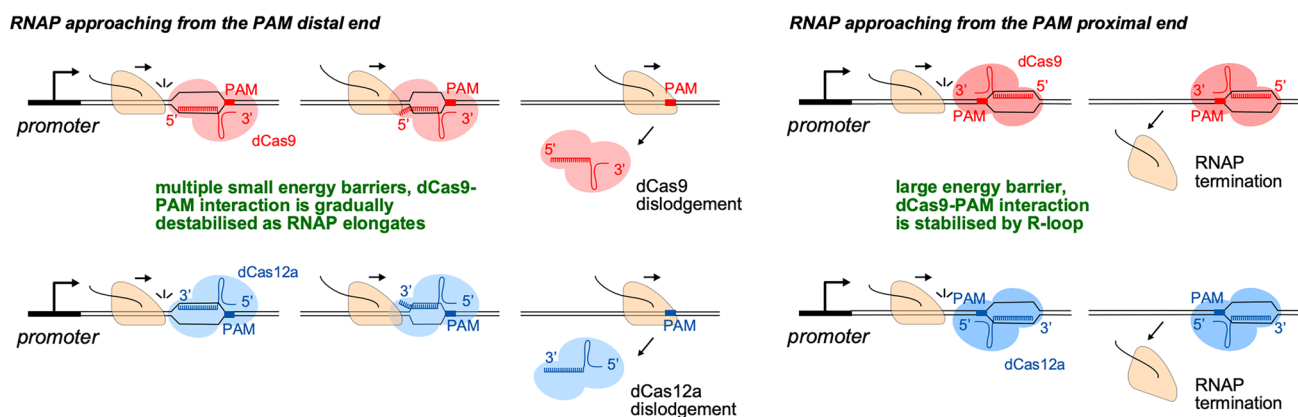 RNAP approaching from the PAM distal end
PAM
5’
3’
dCas9
promoter
PAM
5’
3’
PAM
5’
3’
dCas9
dislodgement
multiple small energy barriers, dCas9-
PAM interaction is gradually
destabilised as RNAP elongates
dCas12a
3’
5’
PAM
promoter
3’
5’
PAM
PAM
3’
5’
dCas12a
dislodgement
RNAP approaching from the PAM proximal end
dCas9
3’
5’
PAM
promoter
3’
5’
PAM
RNAP
termination
large energy barrier,
dCas9-PAM interaction
is stabilised by R-loop
PAM
5’
3’
dCas12a
promoter
PAM
5’
3’
RNAP
termination